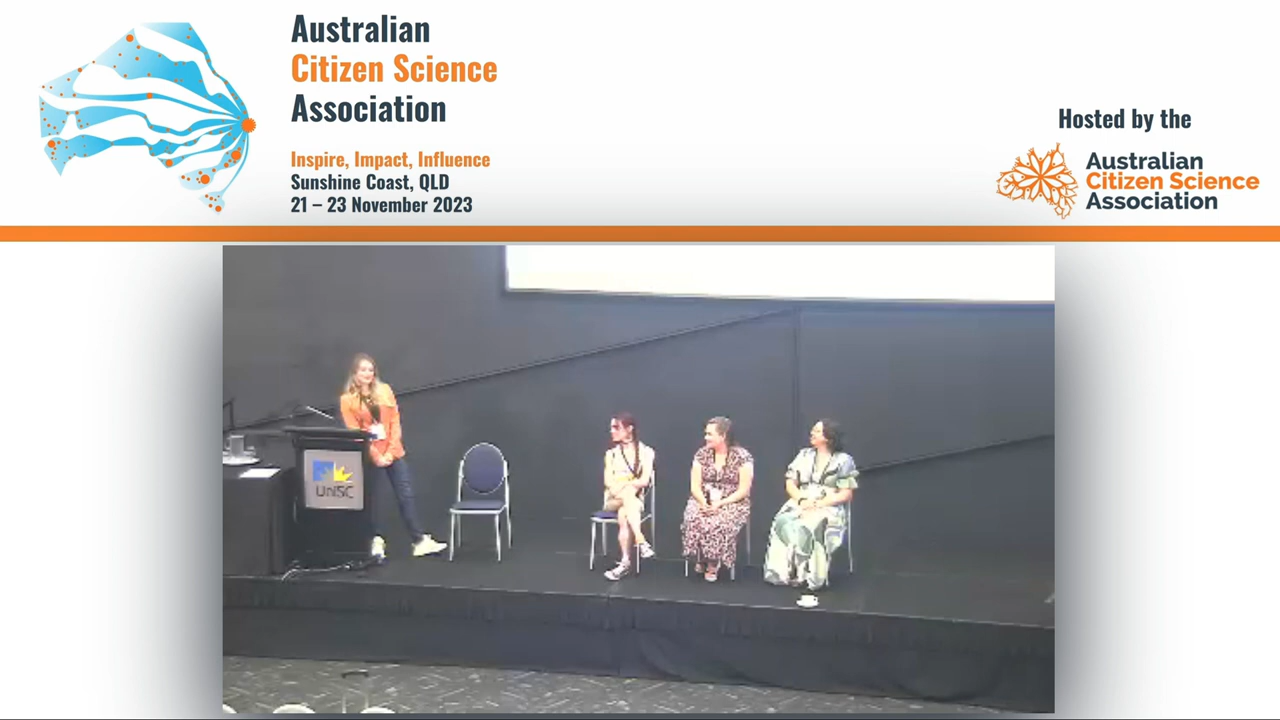 Australian
Citizen Science
Association
Inspire, Impact, Influence
Sunshine Coast, QLD
21 – 23 November 2023
Hosted by the
Australian
Citizen Science
Association
UniSC